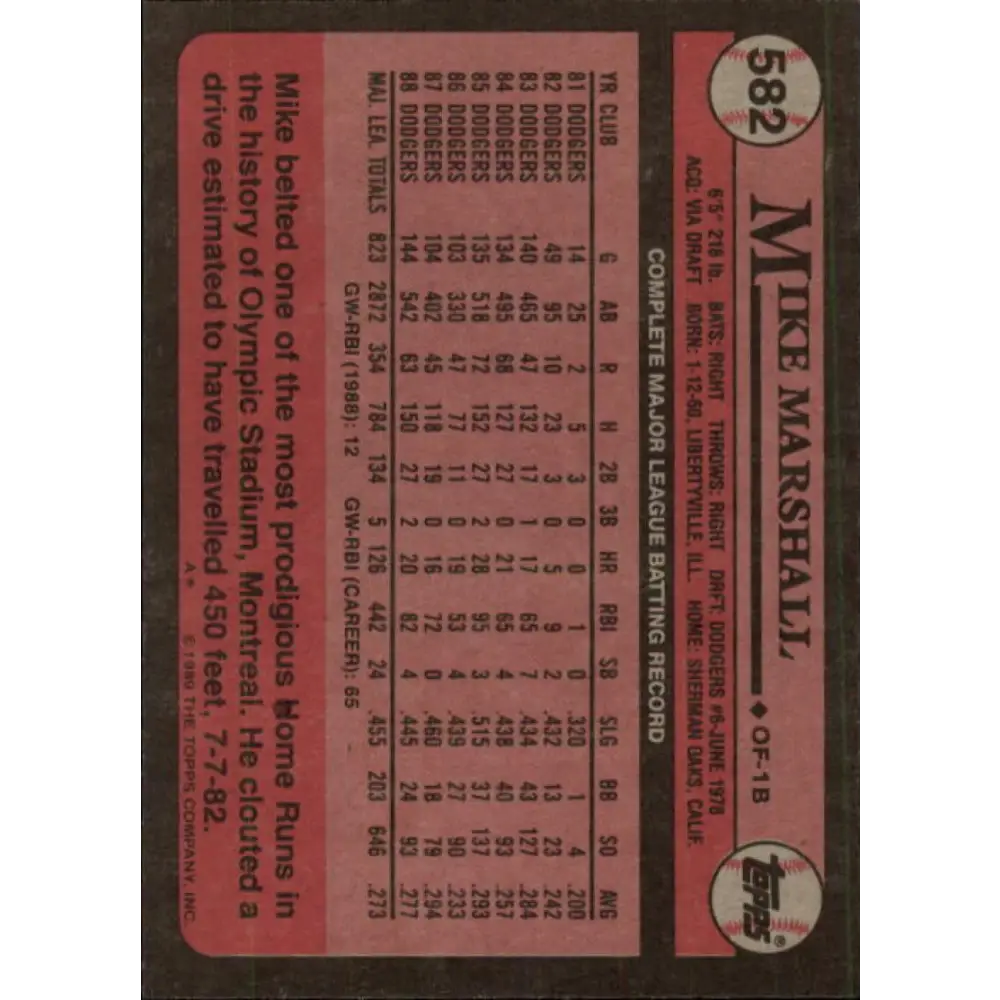 582
MIKE MARSHALL ♦ OF-1B
topps®
6'5" 218 lb. BATS: RIGHT THROWS: RIGHT DRFT: DODGERS #6-JUNE 1978
ACQ: VIA DRAFT BORN: 1-12-60, LIBERTYVILLE, ILL. HOME: SHERMAN OAKS, CALIF.
COMPLETE MAJOR LEAGUE BATTING RECORD
YR CLUB G AB R H 2B 3B HR RBI SB SLG BB SO AVG
81 DODGERS 14 25 2 5 3 0 0 1 0 .320 1 4 .200
82 DODGERS 49 95 10 23 3 0 5 9 2 .432 13 23 .242
83 DODGERS 140 465 47 132 17 1 17 65 7 .434 43 127 .284
84 DODGERS 134 495 68 127 27 0 21 65 4 .438 40 93 .257
85 DODGERS 135 518 72 152 27 2 28 95 3 .515 37 137 .293
86 DODGERS 103 330 47 77 11 0 19 53 4 .439 27 90 .233
87 DODGERS 104 402 45 118 19 0 16 72 0 .460 18 79 .294
88 DODGERS 144 542 63 150 27 2 20 82 4 .445 24 93 .277
MAJ. LEA. TOTALS 823 2872 354 784 134 5 126 442 24 .455 203 646 .273
GW-RBI (1988): 12 GW-RBI (CAREER): 65
Mike belted one of the most prodigious Home Runs in
the history of Olympic Stadium, Montreal. He clouted a
drive estimated to have travelled 450 feet, 7-7-82.
A* © 1989 THE TOPPS COMPANY, INC.